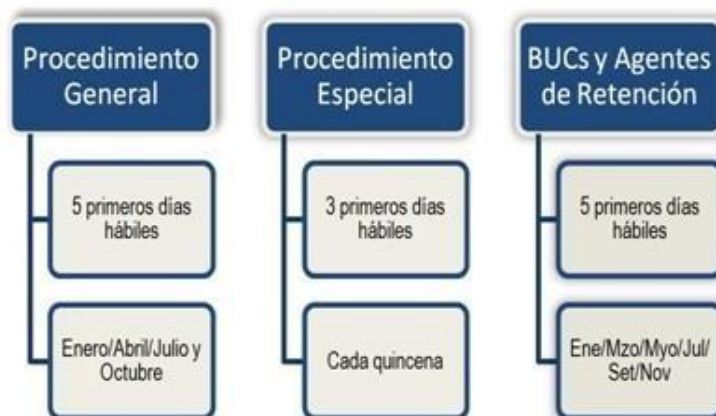 Procedimiento
General
5 primeros días
hábiles
Enero/Abril/Julio y
Octubre
Procedimiento
Especial
3 primeros días
hábiles
Cada quincena
BUCs y Agentes
de Retención
5 primeros días
hábiles
Ene/Mzo/Myo/Jul/
Set/Nov